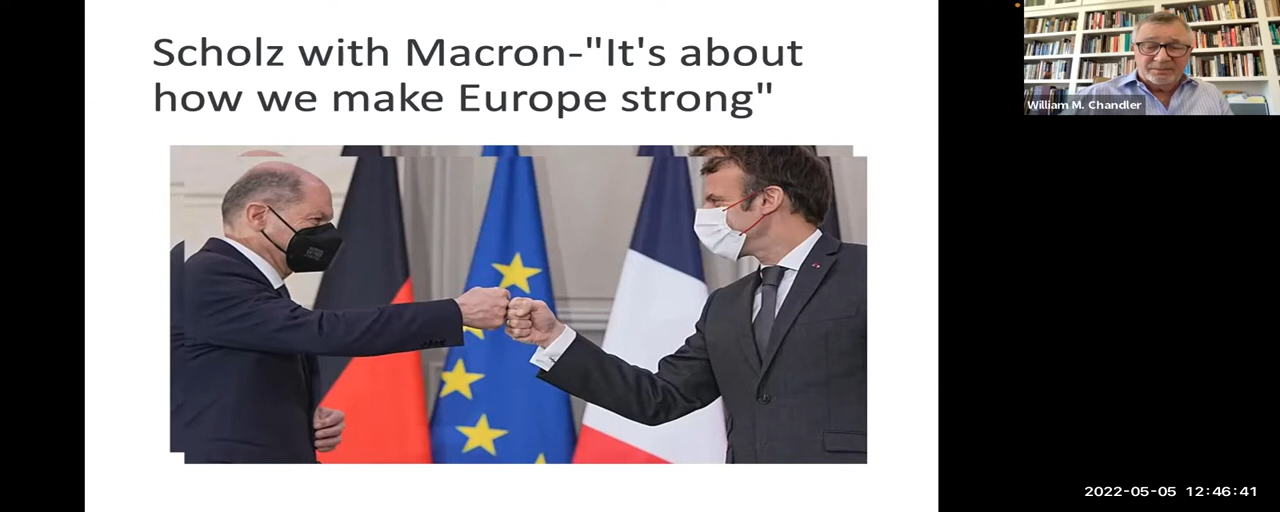 Scholz with Macron-"It's about
how we make Europe strong"
William M. Chandler
2022-05-05 12:46:41